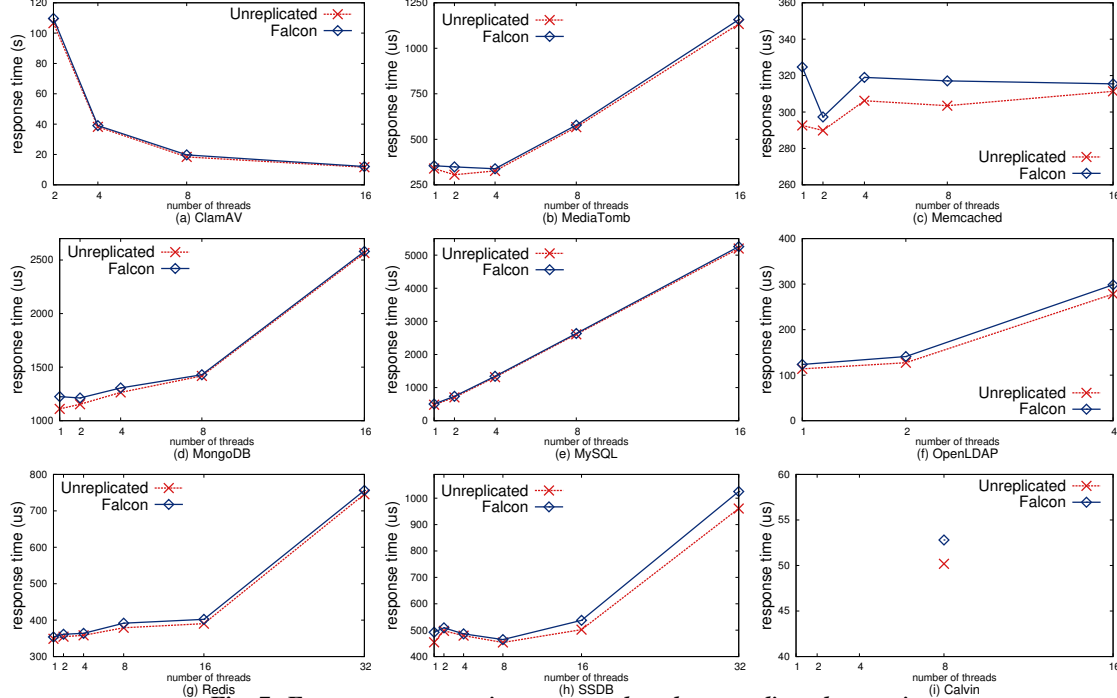 response time (s)
120
100
80
60
40
20
0
Unreplicated
Falcon
2 4 8 16
number of threads
(a) ClamAV
response time (us)
1250
1000
750
500
250
Unreplicated
Falcon
1 2 4 8 16
number of threads
(b) MediaTomb
response time (us)
360
340
320
300
280
260
Unreplicated
Falcon
1 2 4 8 16
number of threads
(c) Memcached
response time (us)
2500
2000
1500
1000
Unreplicated
Falcon
1 2 4 8 16
number of threads
(d) MongoDB
response time (us)
5000
4000
3000
2000
1000
0
Unreplicated
Falcon
1 2 4 8 16
number of threads
(e) MySQL
response time (us)
400
300
200
100
0
Unreplicated
Falcon
1 2 4
number of threads
(f) OpenLDAP
response time (us)
800
700
600
500
400
300
Unreplicated
Falcon
1 2 4 8 16 32
number of threads
(g) Redis
response time (us)
1000
900
800
700
600
500
400
Unreplicated
Falcon
1 2 4 8 16 32
number of threads
(h) SSDB
response time (us)
60
55
50
45
40
Unreplicated
Falcon
1 2 4 8 16
number of threads
(i) Calvin